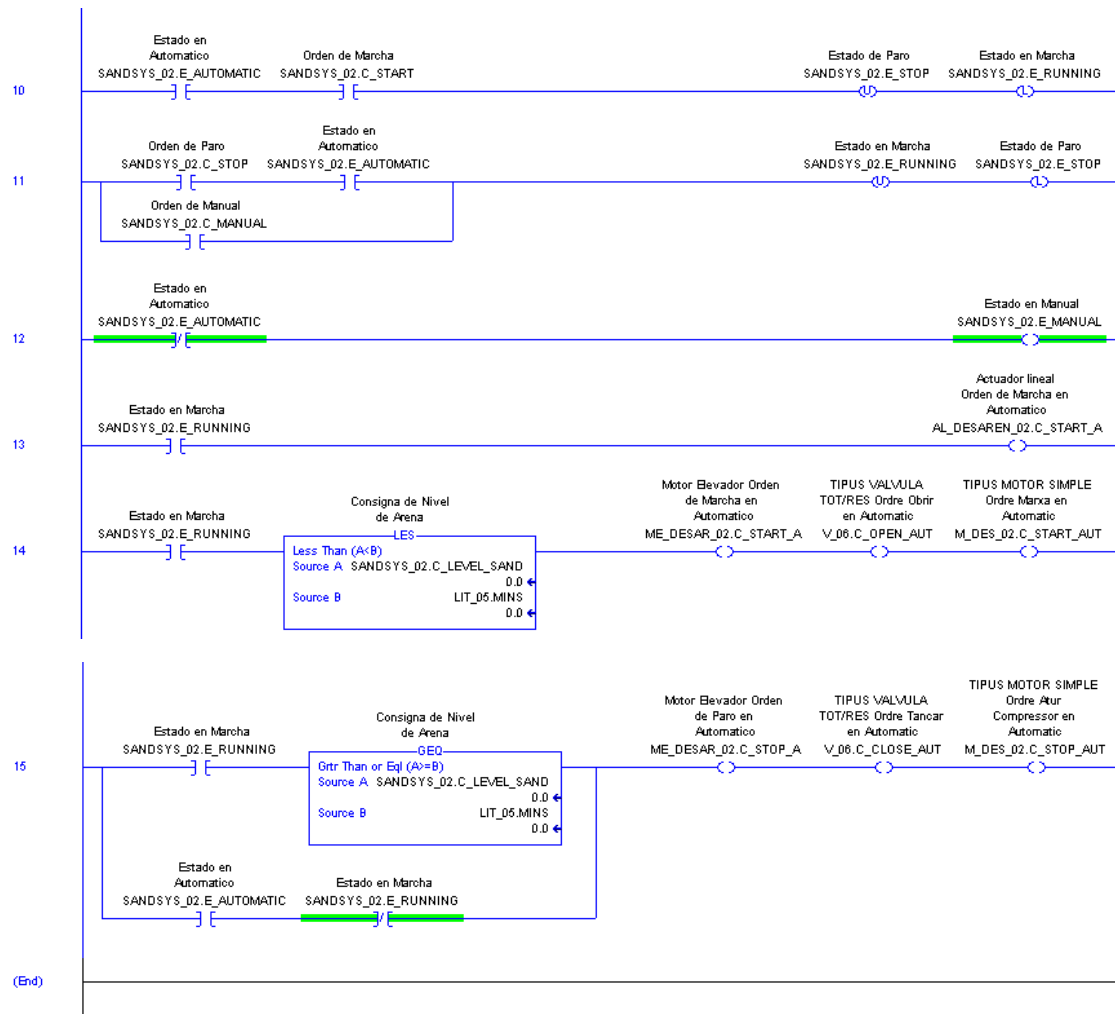 Estado en
Automatico
SANDSYS_02.E_AUTOMATIC
Orden de Marcha
SANDSYS_02.C_START
Estado de Paro
SANDSYS_02.E_STOP
Estado en Marcha
SANDSYS_02.E_RUNNING
10
U
L
Orden de Paro
SANDSYS_02.C_STOP
Estado en
Automatico
SANDSYS_02.E_AUTOMATIC
Estado en Marcha
SANDSYS_02.E_RUNNING
Estado de Paro
SANDSYS_02.E_STOP
11
U
L
Orden de Manual
SANDSYS_02.C_MANUAL
Estado en
Automatico
SANDSYS_02.E_AUTOMATIC
Estado en Manual
SANDSYS_02.E_MANUAL
12
Actuador lineal
Orden de Marcha en
Automatico
AL_DESAREN_02.C_START_A
Estado en Marcha
SANDSYS_02.E_RUNNING
13
Estado en Marcha
SANDSYS_02.E_RUNNING
Consigna de Nivel
de Arena
LES
Less Than (A<B)
Source A SANDSYS_02.C_LEVEL_SAND
0.0
Source B LIT_05.MINS
0.0
Motor Elevador Orden
de Marcha en
Automatico
ME_DESAR_02.C_START_A
TIPUS VALVULA
TOT/RES Ordre Obrir
en Automatic
V_06.C_OPEN_AUT
TIPUS MOTOR SIMPLE
Ordre Marxa en
Automatic
M_DES_02.C_START_AUT
14
Estado en Marcha
SANDSYS_02.E_RUNNING
Consigna de Nivel
de Arena
GEQ
Grtr Than or Eql (A>=B)
Source A SANDSYS_02.C_LEVEL_SAND
0.0
Source B LIT_05.MINS
0.0
Motor Elevador Orden
de Paro en
Automatico
ME_DESAR_02.C_STOP_A
TIPUS VALVULA
TOT/RES Ordre Tancar
en Automatic
V_06.C_CLOSE_AUT
TIPUS MOTOR SIMPLE
Ordre Atur
Compressor en
Automatic
M_DES_02.C_STOP_AUT
15
Estado en
Automatico
SANDSYS_02.E_AUTOMATIC
Estado en Marcha
SANDSYS_02.E_RUNNING
(End)